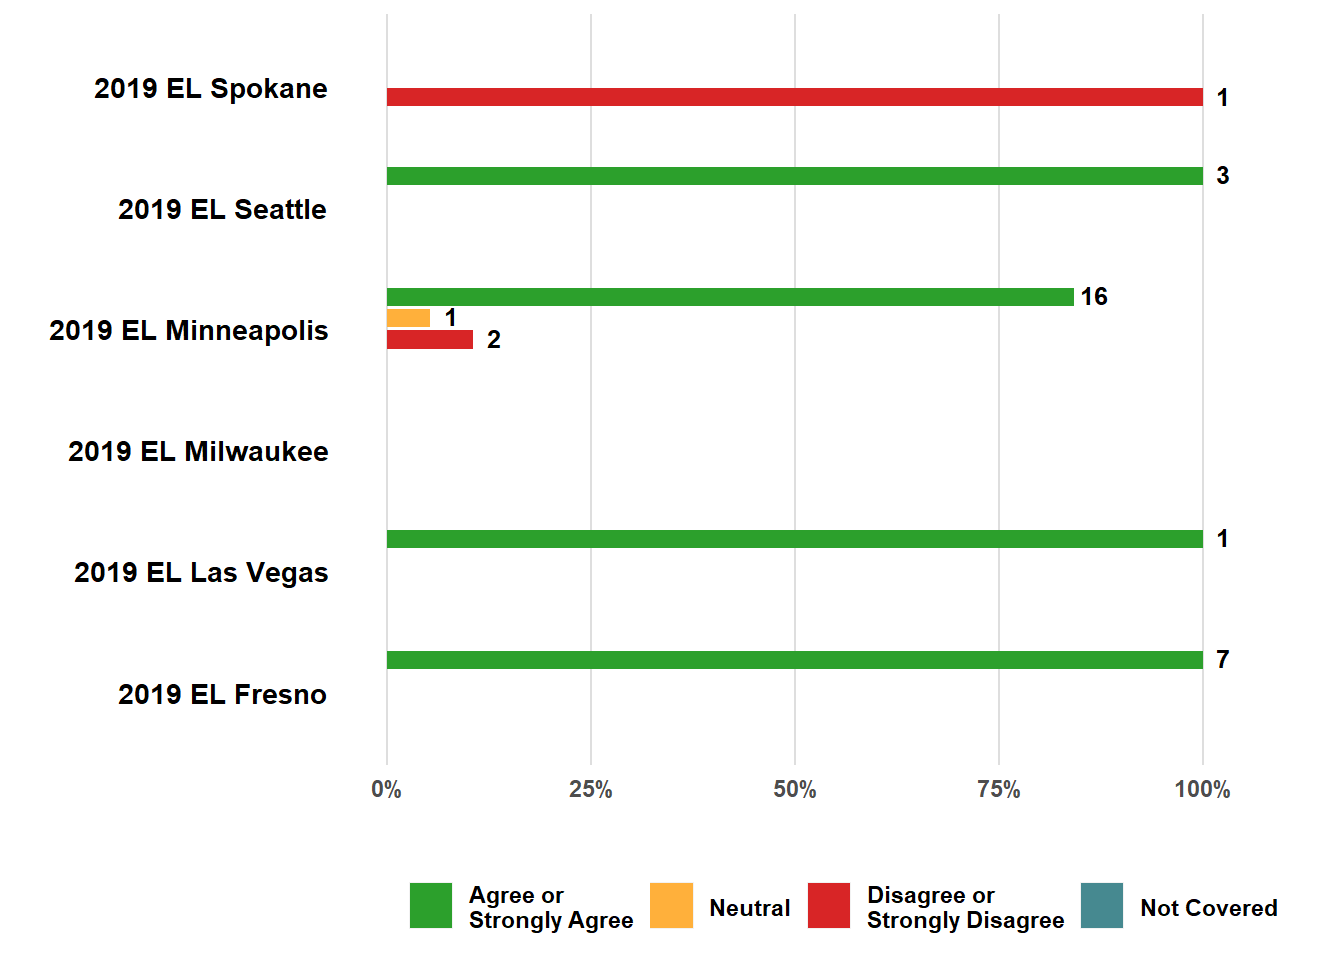 2019 EL Spokane
1
3
2019 EL Seattle
16
1
2019 EL Minneapolis
2
2019 EL Milwaukee
1
2019 EL Las Vegas
7
2019 EL Fresno
0%
25%
50%
75%
100%
Agree or
Strongly Agree
Neutral
Disagree or
Strongly Disagree
Not Covered